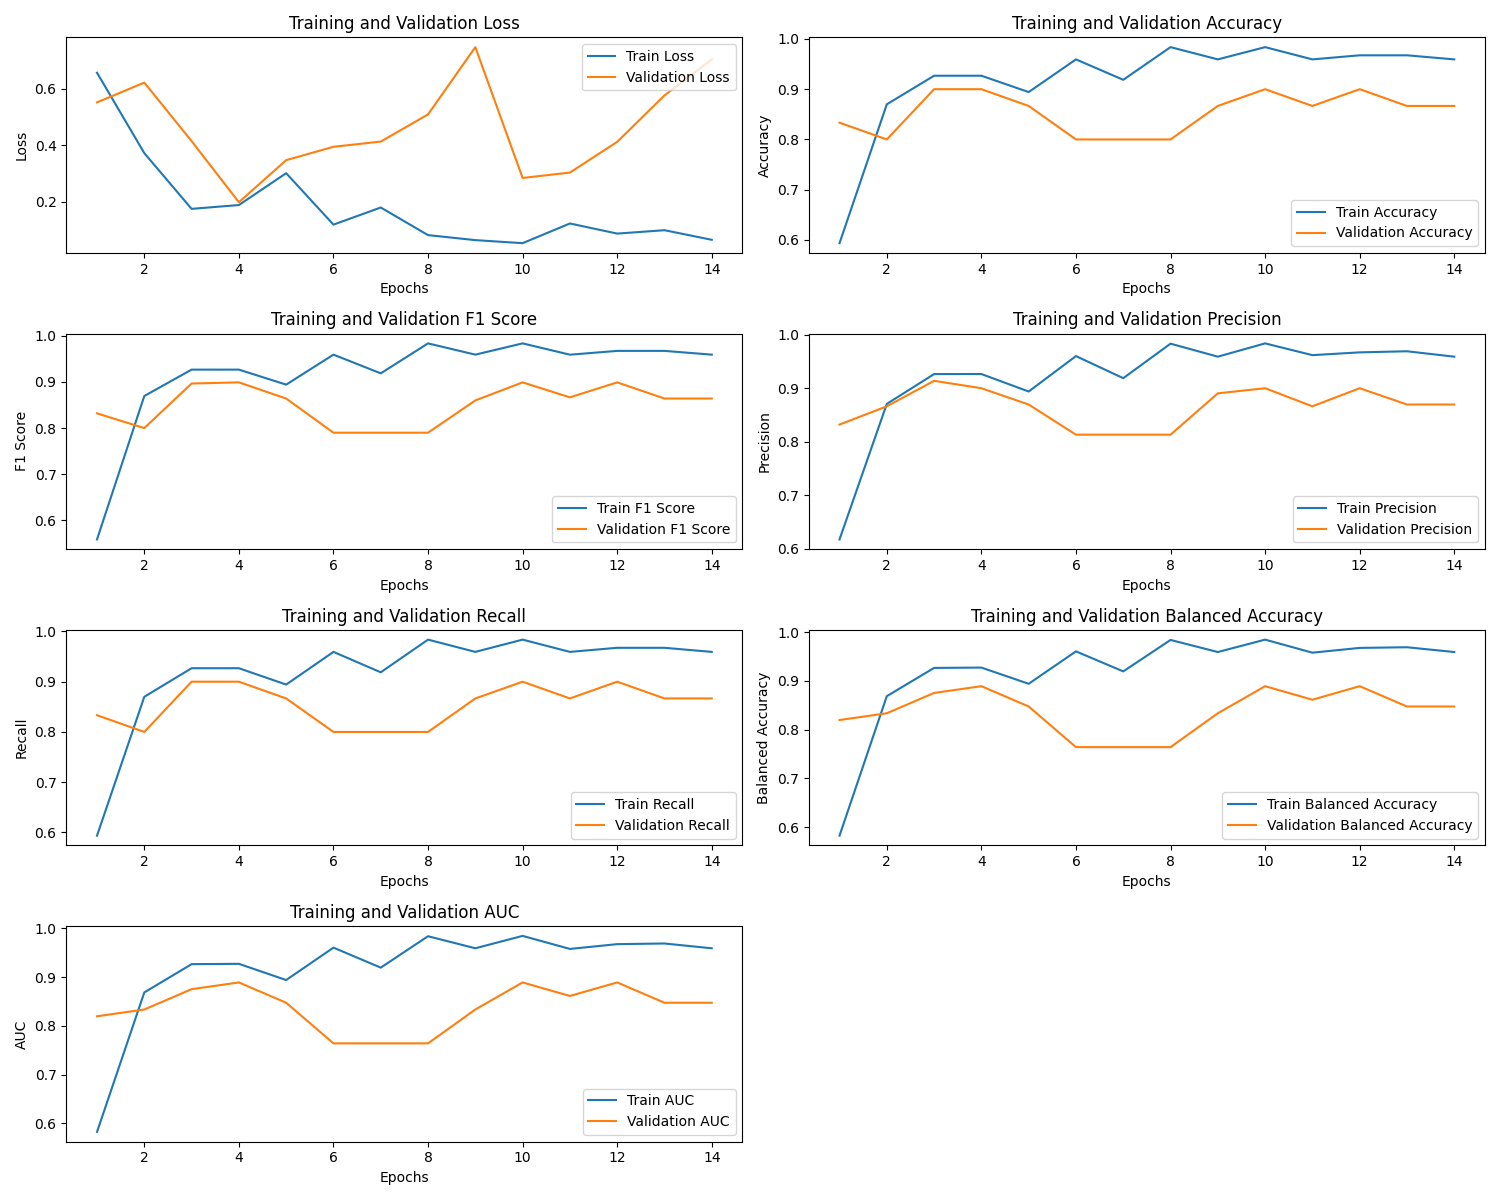 Training and Validation Loss
Loss
0.6
0.4
0.2
Train Loss
Validation Loss
2 4 6 8 10 12 14
Epochs
Training and Validation Accuracy
Accuracy
1.0
0.9
0.8
0.7
0.6
Train Accuracy
Validation Accuracy
2 4 6 8 10 12 14
Epochs
Training and Validation F1 Score
F1 Score
1.0
0.9
0.8
0.7
0.6
Train F1 Score
Validation F1 Score
2 4 6 8 10 12 14
Epochs
Training and Validation Precision
Precision
1.0
0.9
0.8
0.7
0.6
Train Precision
Validation Precision
2 4 6 8 10 12 14
Epochs
Training and Validation Recall
Recall
1.0
0.9
0.8
0.7
0.6
Train Recall
Validation Recall
2 4 6 8 10 12 14
Epochs
Training and Validation Balanced Accuracy
Balanced Accuracy
1.0
0.9
0.8
0.7
0.6
Train Balanced Accuracy
Validation Balanced Accuracy
2 4 6 8 10 12 14
Epochs
Training and Validation AUC
AUC
1.0
0.9
0.8
0.7
0.6
Train AUC
Validation AUC
2 4 6 8 10 12 14
Epochs